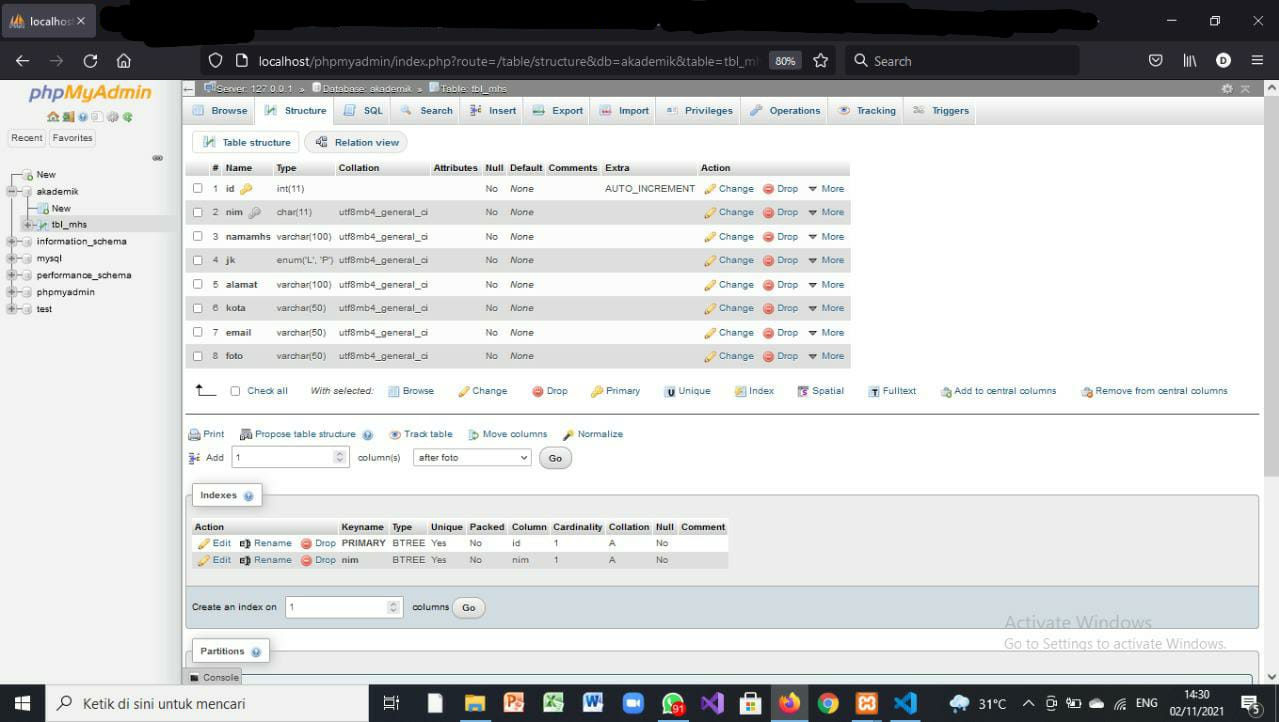 localhost
localhost/phpmyadmin/index.php?route=/table/structure&db=akademik&table=tbl_mh 80% Search D
phpMyAdmin
Recent Favorites
New
akademik
New
tbl_mhs
information_schema
mysql
performance_schema
phpmyadmin
test
Server: 127.0.0.1 » Database: akademik » Table: tbl_mhs
Browse Structure SQL Search Insert Export Import Privileges Operations Tracking Triggers
Table structure Relation view
# Name Type Collation Attributes Null Default Comments Extra Action
1 id int(11) No None AUTO_INCREMENT Change Drop More
2 nim char(11) utf8mb4_general_ci No None Change Drop More
3 namamhs varchar(100) utf8mb4_general_ci No None Change Drop More
4 jk enum('L', 'P') utf8mb4_general_ci No None Change Drop More
5 alamat varchar(100) utf8mb4_general_ci No None Change Drop More
6 kota varchar(50) utf8mb4_general_ci No None Change Drop More
7 email varchar(50) utf8mb4_general_ci No None Change Drop More
8 foto varchar(50) utf8mb4_general_ci No None Change Drop More
Check all With selected: Browse Change Drop Primary Unique Index Spatial Fulltext Add to central columns Remove from central columns
Print Propose table structure Track table Move columns Normalize
Add 1 column(s) after foto Go
Indexes
Action Keyname Type Unique Packed Column Cardinality Collation Null Comment
Edit Rename Drop PRIMARY BTREE Yes No id 1 A No
Edit Rename Drop nim BTREE Yes No nim 1 A No
Create an index on 1 columns Go
Activate Windows
Go to Settings to activate Windows.
Partitions
Console
Ketik di sini untuk mencari 91 31°C ENG 14:30
02/11/2021 5